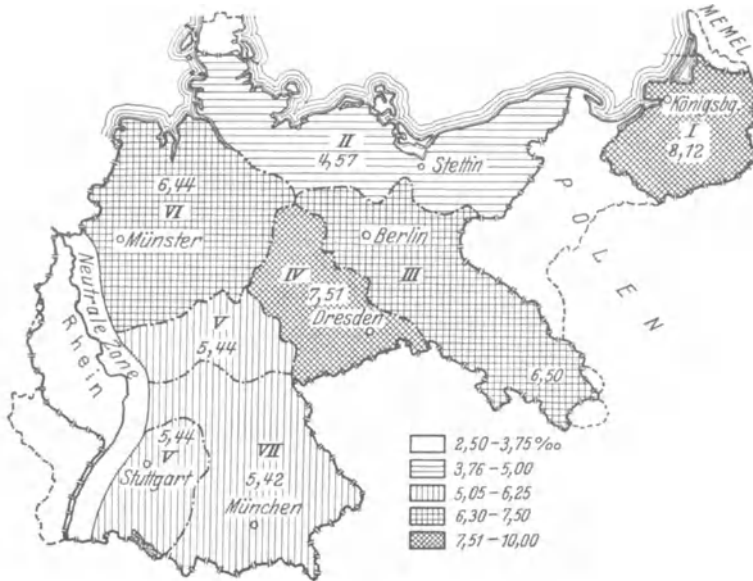 MEMEL
Königsbg.
I
8,12
II
4,57
Stettin
POLEN
6,44
VI
Münster
Berlin
III
IV
7,51
Dresden
Neutrale Zone
Rhein
V
5,44
6,50
5,44
V
Stuttgart
VII
5,42
München
2,50–3,75 ‰
3,76–5,00
5,05–6,25
6,30–7,50
7,51–10,00